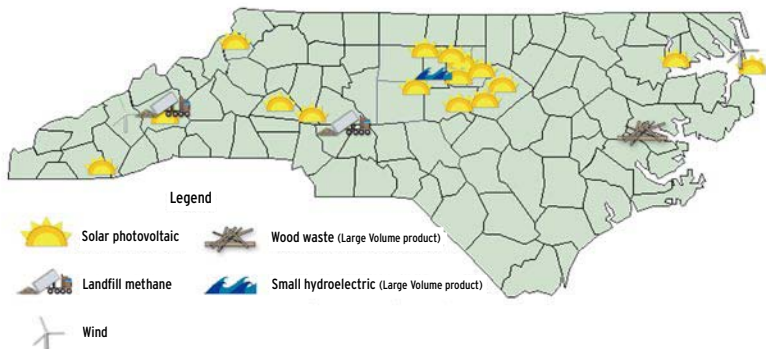 Legend
Solar photovoltaic
Wood waste (Large Volume product)
Landfill methane
Small hydroelectric (Large Volume product)
Wind